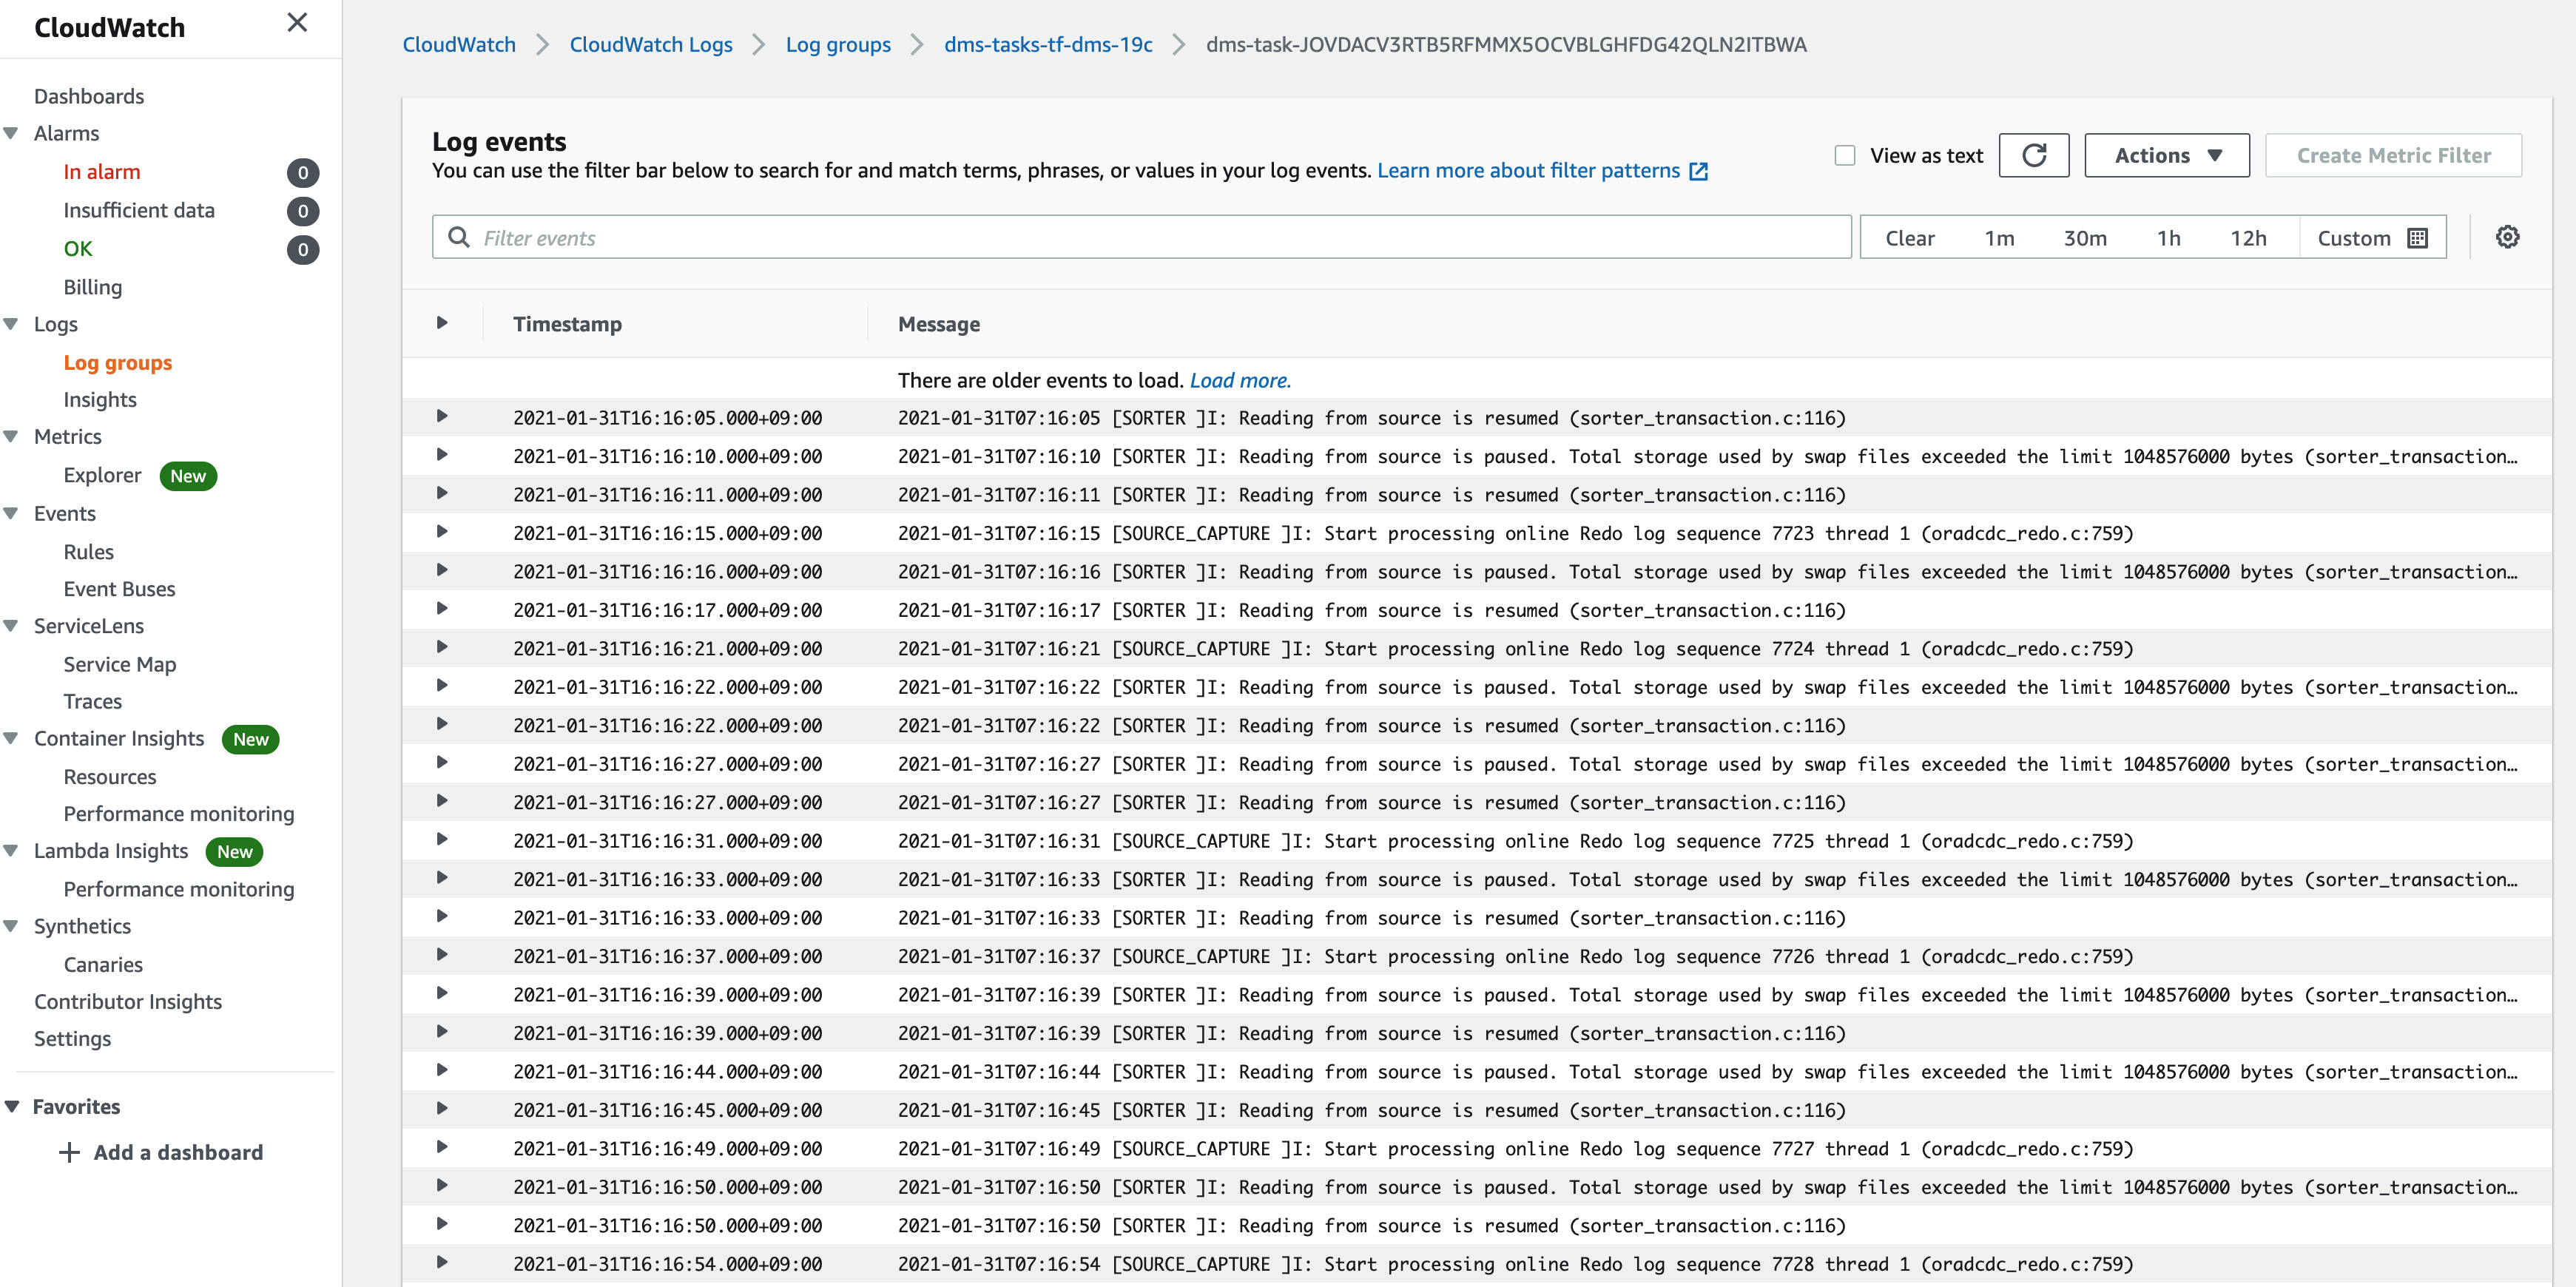 CloudWatch
Dashboards
Alarms
In alarm 0
Insufficient data 0
OK 0
Billing
Logs
Log groups
Insights
Metrics
Explorer New
Events
Rules
Event Buses
ServiceLens
Service Map
Traces
Container Insights New
Resources
Performance monitoring
Lambda Insights New
Performance monitoring
Synthetics
Canaries
Contributor Insights
Settings
Favorites
+ Add a dashboard
CloudWatch > CloudWatch Logs > Log groups > dms-tasks-tf-dms-19c > dms-task-JOVDACV3RTB5RFMMX5OCVBLGHFDG42QLN2ITBWA
Log events
You can use the filter bar below to search for and match terms, phrases, or values in your log events. Learn more about filter patterns
View as text Actions Create Metric Filter
Filter events Clear 1m 30m 1h 12h Custom
Timestamp Message
There are older events to load. Load more.
2021-01-31T16:16:05.000+09:00 2021-01-31T07:16:05 [SORTER ]I: Reading from source is resumed (sorter_transaction.c:116)
2021-01-31T16:16:10.000+09:00 2021-01-31T07:16:10 [SORTER ]I: Reading from source is paused. Total storage used by swap files exceeded the limit 1048576000 bytes (sorter_transaction…
2021-01-31T16:16:11.000+09:00 2021-01-31T07:16:11 [SORTER ]I: Reading from source is resumed (sorter_transaction.c:116)
2021-01-31T16:16:15.000+09:00 2021-01-31T07:16:15 [SOURCE_CAPTURE ]I: Start processing online Redo log sequence 7723 thread 1 (oradcdc_redo.c:759)
2021-01-31T16:16:16.000+09:00 2021-01-31T07:16:16 [SORTER ]I: Reading from source is paused. Total storage used by swap files exceeded the limit 1048576000 bytes (sorter_transaction…
2021-01-31T16:16:17.000+09:00 2021-01-31T07:16:17 [SORTER ]I: Reading from source is resumed (sorter_transaction.c:116)
2021-01-31T16:16:21.000+09:00 2021-01-31T07:16:21 [SOURCE_CAPTURE ]I: Start processing online Redo log sequence 7724 thread 1 (oradcdc_redo.c:759)
2021-01-31T16:16:22.000+09:00 2021-01-31T07:16:22 [SORTER ]I: Reading from source is paused. Total storage used by swap files exceeded the limit 1048576000 bytes (sorter_transaction…
2021-01-31T16:16:22.000+09:00 2021-01-31T07:16:22 [SORTER ]I: Reading from source is resumed (sorter_transaction.c:116)
2021-01-31T16:16:27.000+09:00 2021-01-31T07:16:27 [SORTER ]I: Reading from source is paused. Total storage used by swap files exceeded the limit 1048576000 bytes (sorter_transaction…
2021-01-31T16:16:27.000+09:00 2021-01-31T07:16:27 [SORTER ]I: Reading from source is resumed (sorter_transaction.c:116)
2021-01-31T16:16:31.000+09:00 2021-01-31T07:16:31 [SOURCE_CAPTURE ]I: Start processing online Redo log sequence 7725 thread 1 (oradcdc_redo.c:759)
2021-01-31T16:16:33.000+09:00 2021-01-31T07:16:33 [SORTER ]I: Reading from source is paused. Total storage used by swap files exceeded the limit 1048576000 bytes (sorter_transaction…
2021-01-31T16:16:33.000+09:00 2021-01-31T07:16:33 [SORTER ]I: Reading from source is resumed (sorter_transaction.c:116)
2021-01-31T16:16:37.000+09:00 2021-01-31T07:16:37 [SOURCE_CAPTURE ]I: Start processing online Redo log sequence 7726 thread 1 (oradcdc_redo.c:759)
2021-01-31T16:16:39.000+09:00 2021-01-31T07:16:39 [SORTER ]I: Reading from source is paused. Total storage used by swap files exceeded the limit 1048576000 bytes (sorter_transaction…
2021-01-31T16:16:39.000+09:00 2021-01-31T07:16:39 [SORTER ]I: Reading from source is resumed (sorter_transaction.c:116)
2021-01-31T16:16:44.000+09:00 2021-01-31T07:16:44 [SORTER ]I: Reading from source is paused. Total storage used by swap files exceeded the limit 1048576000 bytes (sorter_transaction…
2021-01-31T16:16:45.000+09:00 2021-01-31T07:16:45 [SORTER ]I: Reading from source is resumed (sorter_transaction.c:116)
2021-01-31T16:16:49.000+09:00 2021-01-31T07:16:49 [SOURCE_CAPTURE ]I: Start processing online Redo log sequence 7727 thread 1 (oradcdc_redo.c:759)
2021-01-31T16:16:50.000+09:00 2021-01-31T07:16:50 [SORTER ]I: Reading from source is paused. Total storage used by swap files exceeded the limit 1048576000 bytes (sorter_transaction…
2021-01-31T16:16:50.000+09:00 2021-01-31T07:16:50 [SORTER ]I: Reading from source is resumed (sorter_transaction.c:116)
2021-01-31T16:16:54.000+09:00 2021-01-31T07:16:54 [SOURCE_CAPTURE ]I: Start processing online Redo log sequence 7728 thread 1 (oradcdc_redo.c:759)